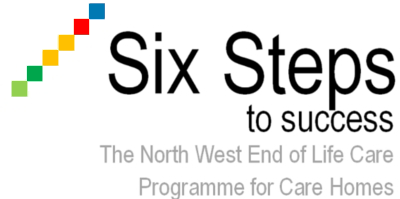 Six Steps
to success
The North West End of Life Care
Programme for Care Homes